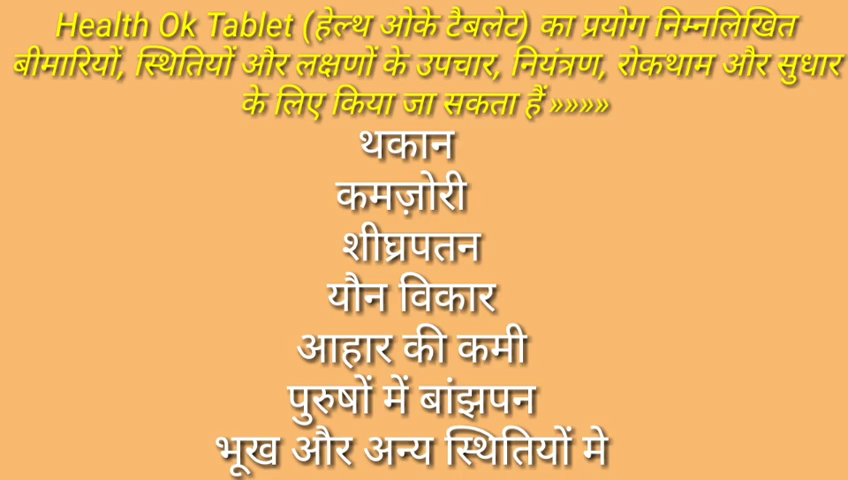 Health Ok Tablet (हेल्थ ओके टैबलेट) का प्रयोग निम्नलिखित
बीमारियों, स्थितियों और लक्षणों के उपचार, नियंत्रण, रोकथाम और सुधार
के लिए किया जा सकता हैं »»»»
थकान
कमज़ोरी
शीघ्रपतन
यौन विकार
आहार की कमी
पुरुषों में बांझपन
भूख और अन्य स्थितियों मे